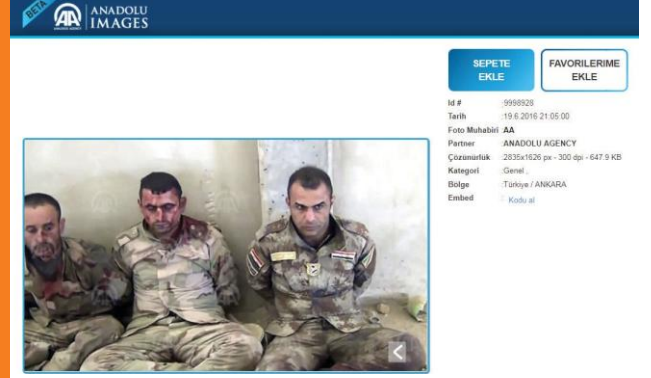 BETA
AA
ANADOLU
IMAGES
SEPETE
EKLE
FAVORILERIME
EKLE
Id # :9998928
Tarih :19.6.2016 21:05:00
Foto Muhabiri :AA
Partner :ANADOLU AGENCY
Çözünürlük :2835x1626 px - 300 dpi - 647.9 KB
Kategori :Genel ,
Bölge :Türkiye / ANKARA
Embed : Kodu al